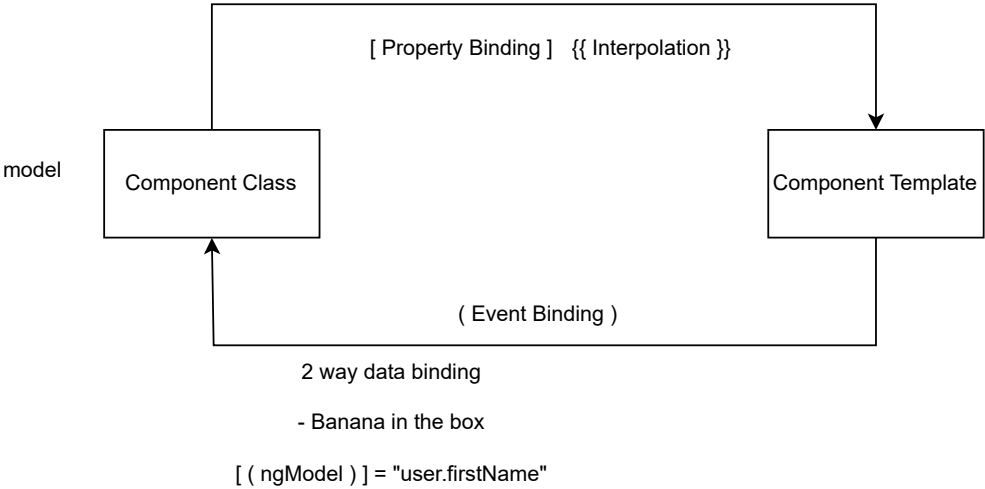 [ Property Binding ]   {{ Interpolation }}
model
Component Class
Component Template
( Event Binding )
2 way data binding
- Banana in the box
[ ( ngModel ) ] = "user.firstName"